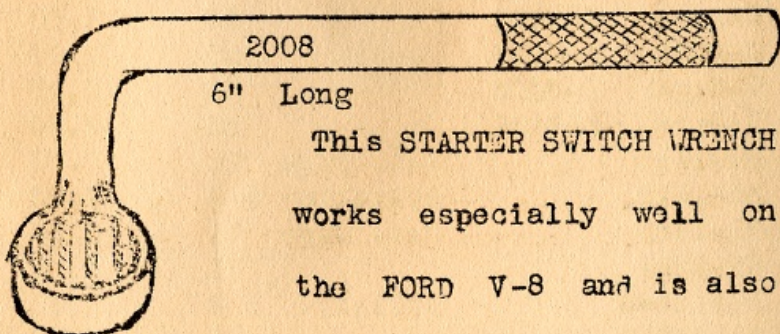 2008
6" Long
This STARTER SWITCH WRENCH
works especially well on
the FORD V-8 and is also